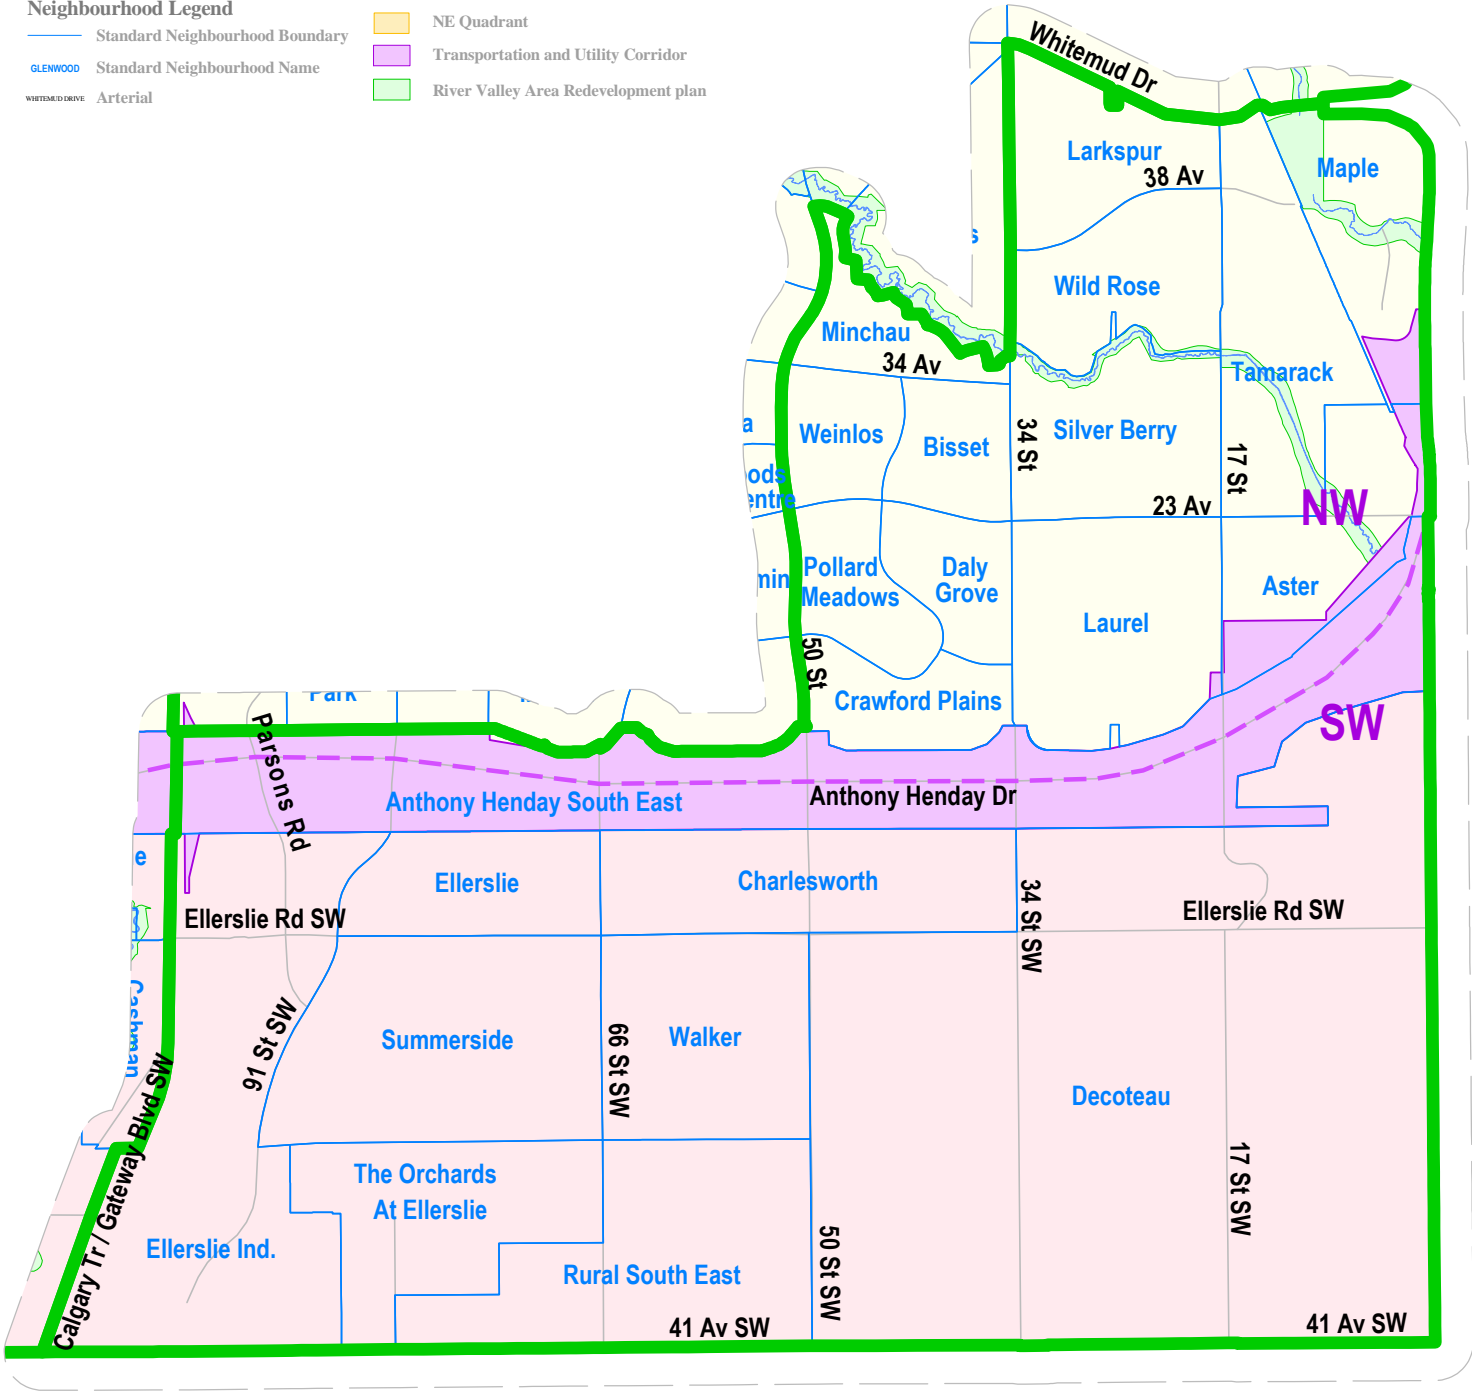 Neighbourhood Legend
Standard Neighbourhood Boundary
GLENWOOD Standard Neighbourhood Name
WHITEMUD DRIVE Arterial
NE Quadrant
Transportation and Utility Corridor
River Valley Area Redevelopment plan
Whitemud Dr
Larkspur
38 Av
Maple
s
Wild Rose
Minchau
34 Av
Tamarack
a
Weinlos
Bisset
34 St
Silver Berry
17 St
ods
entre
23 Av
NW
min
Pollard
Meadows
Daly
Grove
Aster
Laurel
50 St
Crawford Plains
Park
SW
Parsons Rd
Anthony Henday South East
Anthony Henday Dr
e
Ellerslie
Charlesworth
34 St SW
Ellerslie Rd SW
Ellerslie Rd SW
Cashman
91 St SW
Summerside
66 St SW
Walker
Decoteau
Calgary Tr / Gateway Blvd SW
The Orchards
At Ellerslie
17 St SW
Ellerslie Ind.
50 St SW
Rural South East
41 Av SW
41 Av SW